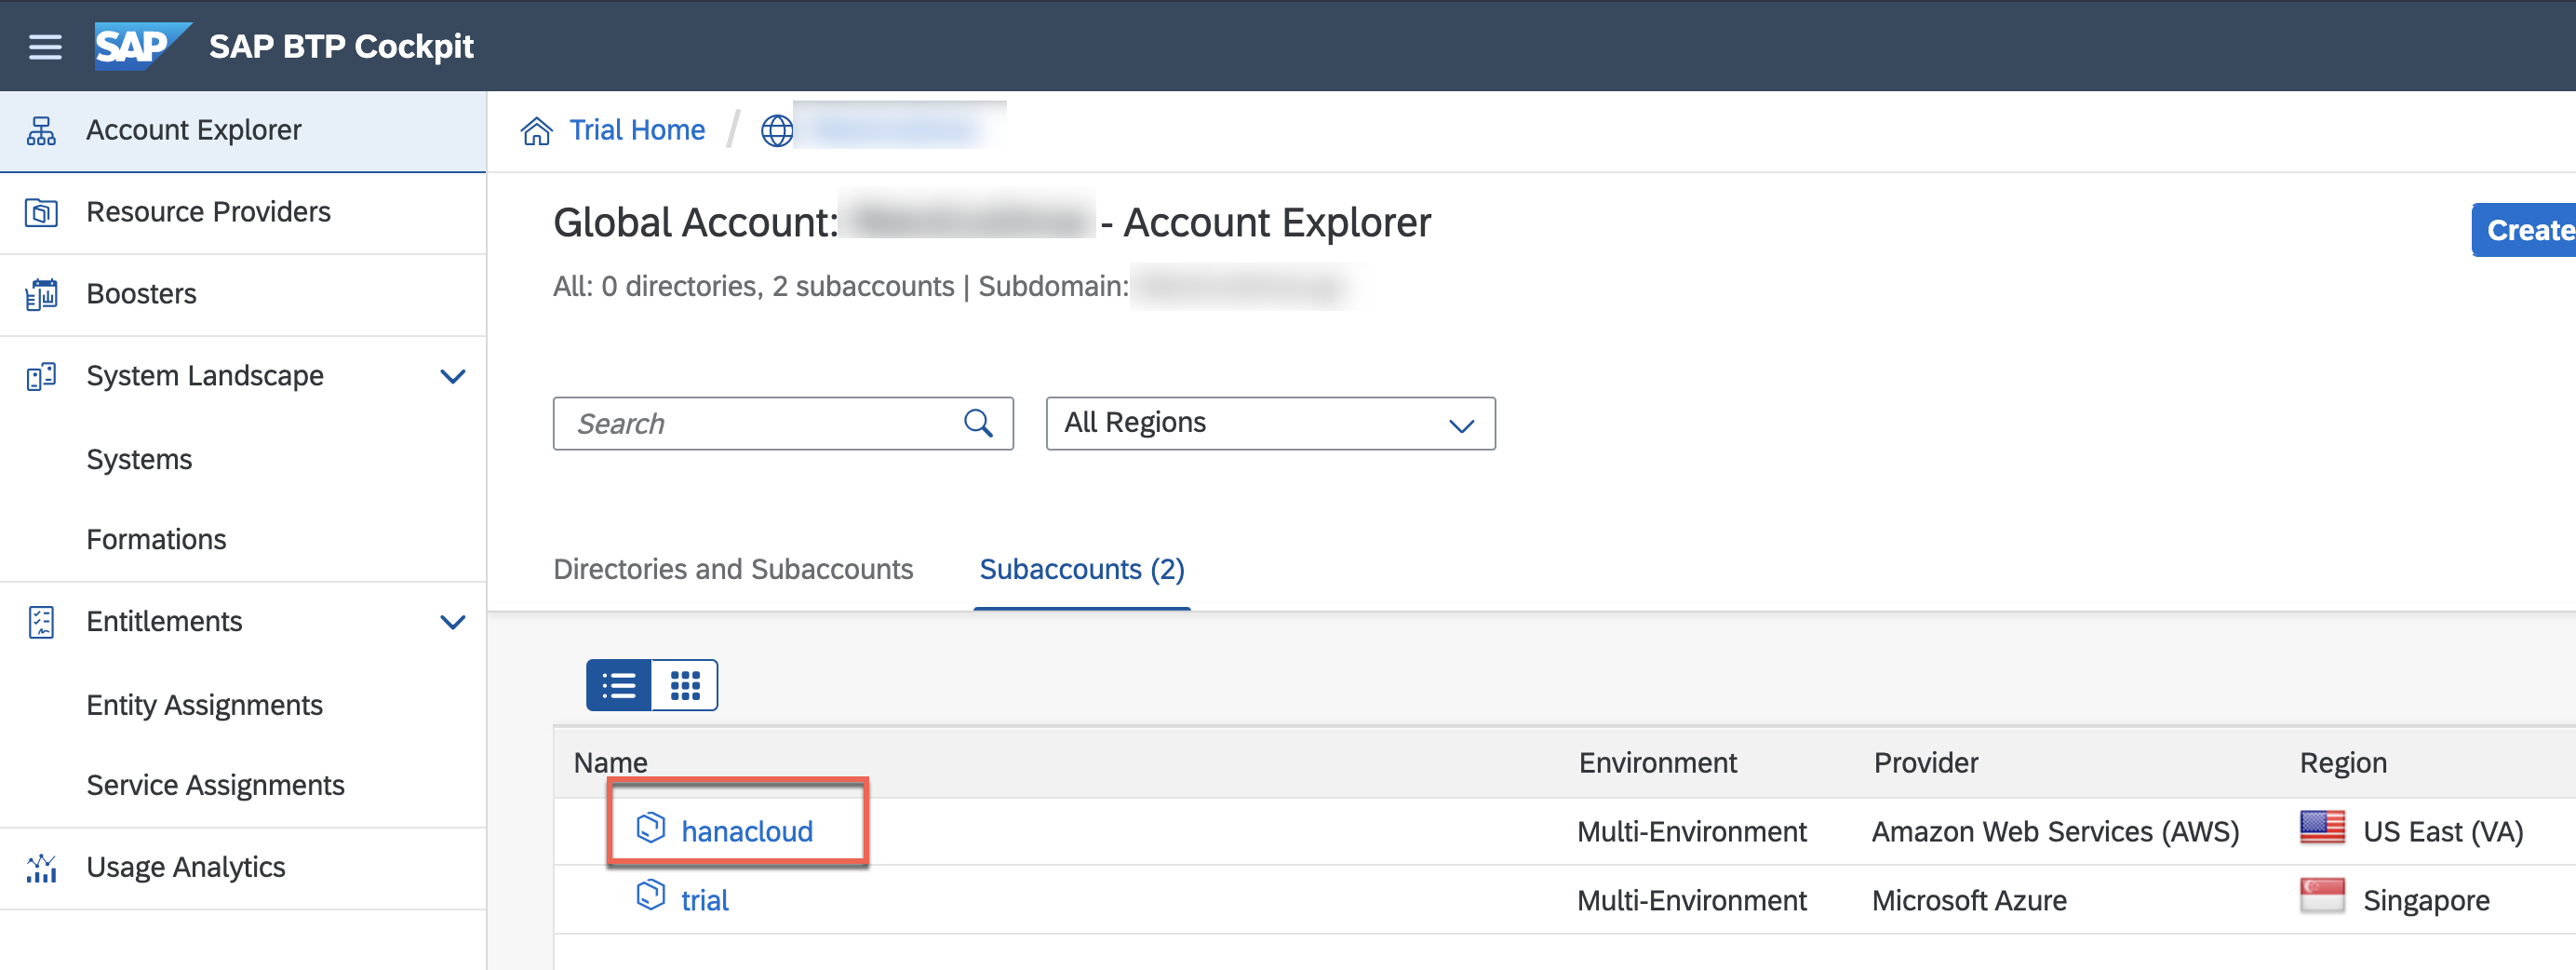 SAP SAP BTP Cockpit
Account Explorer
Resource Providers
Boosters
System Landscape
Systems
Formations
Entitlements
Entity Assignments
Service Assignments
Usage Analytics
Trial Home /
Global Account: - Account Explorer
Create
All: 0 directories, 2 subaccounts | Subdomain:
Search
All Regions
Directories and Subaccounts Subaccounts (2)
Name Environment Provider Region
hanacloud Multi-Environment Amazon Web Services (AWS) US East (VA)
trial Multi-Environment Microsoft Azure Singapore